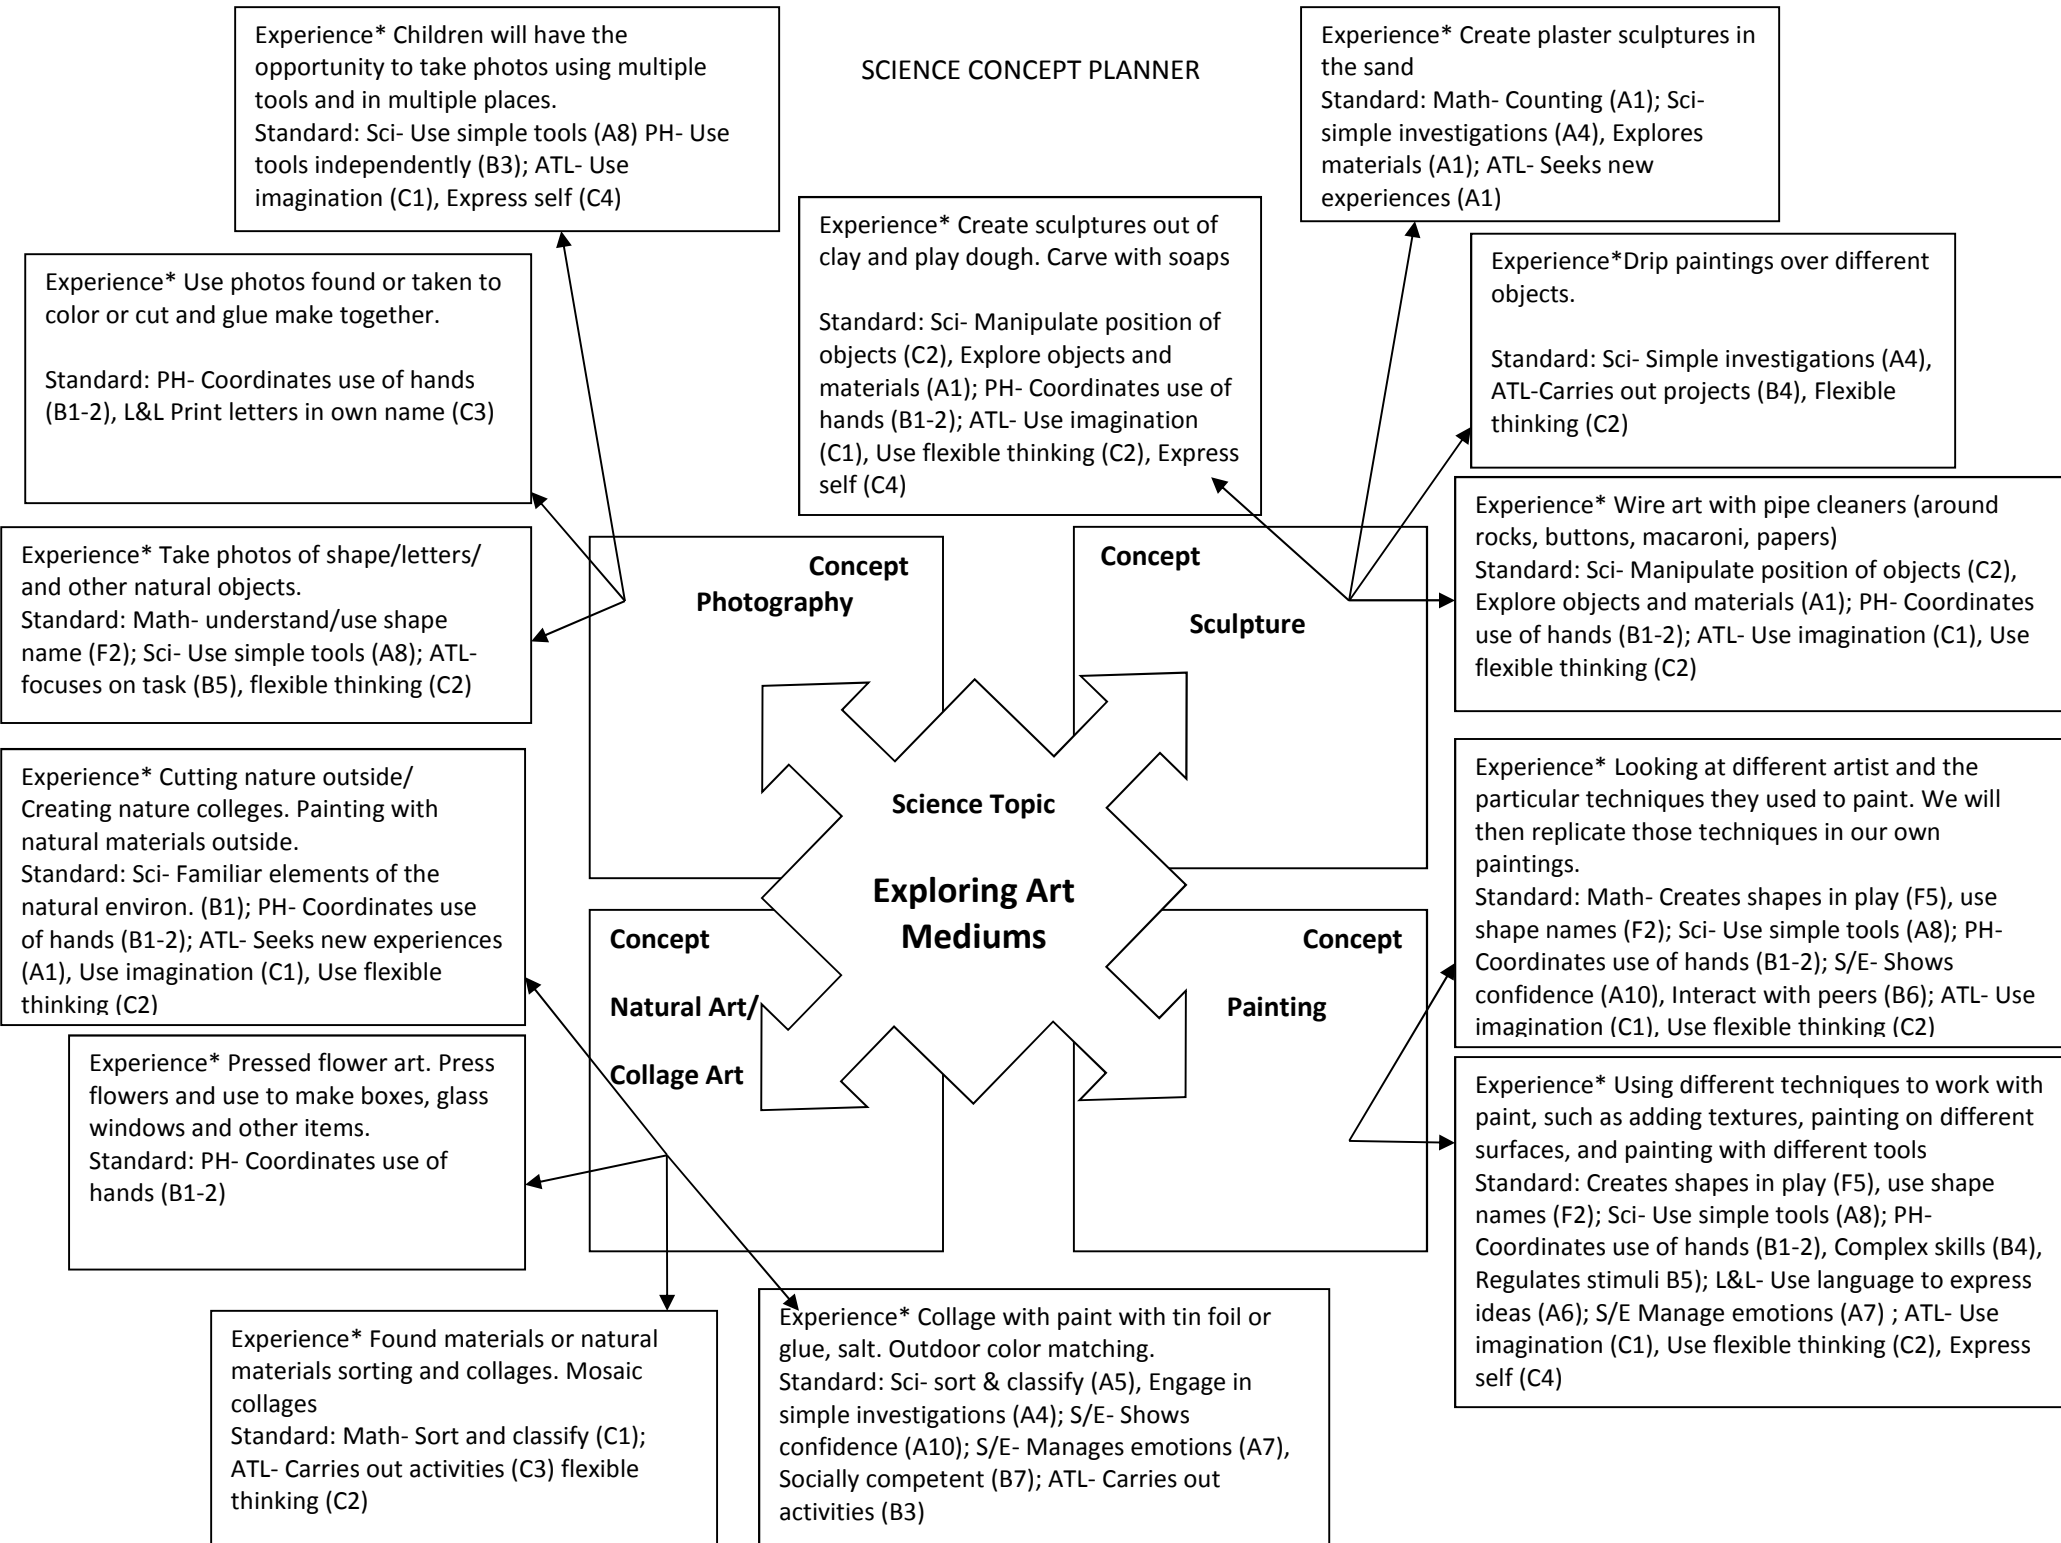 SCIENCE CONCEPT PLANNER
Experience* Children will have the
opportunity to take photos using multiple
tools and in multiple places.
Standard: Sci- Use simple tools (A8) PH- Use
tools independently (B3); ATL- Use
imagination (C1), Express self (C4)
Experience* Create plaster sculptures in
the sand
Standard: Math- Counting (A1); Sci-
simple investigations (A4), Explores
materials (A1); ATL- Seeks new
experiences (A1)
Experience* Create sculptures out of
clay and play dough. Carve with soaps
Standard: Sci- Manipulate position of
objects (C2), Explore objects and
materials (A1); PH- Coordinates use of
hands (B1-2); ATL- Use imagination
(C1), Use flexible thinking (C2), Express
self (C4)
Experience*Drip paintings over different
objects.
Standard: Sci- Simple investigations (A4),
ATL-Carries out projects (B4), Flexible
thinking (C2)
Experience* Use photos found or taken to
color or cut and glue make together.
Standard: PH- Coordinates use of hands
(B1-2), L&L Print letters in own name (C3)
Experience* Wire art with pipe cleaners (around
rocks, buttons, macaroni, papers)
Standard: Sci- Manipulate position of objects (C2),
Explore objects and materials (A1); PH- Coordinates
use of hands (B1-2); ATL- Use imagination (C1), Use
flexible thinking (C2)
Experience* Take photos of shape/letters/
and other natural objects.
Standard: Math- understand/use shape
name (F2); Sci- Use simple tools (A8); ATL-
focuses on task (B5), flexible thinking (C2)
Concept
Photography
Concept
Sculpture
Experience* Cutting nature outside/
Creating nature colleges. Painting with
natural materials outside.
Standard: Sci- Familiar elements of the
natural environ. (B1); PH- Coordinates use
of hands (B1-2); ATL- Seeks new experiences
(A1), Use imagination (C1), Use flexible
thinking (C2)
Science Topic
Exploring Art
Mediums
Experience* Looking at different artist and the
particular techniques they used to paint. We will
then replicate those techniques in our own
paintings.
Standard: Math- Creates shapes in play (F5), use
shape names (F2); Sci- Use simple tools (A8); PH-
Coordinates use of hands (B1-2); S/E- Shows
confidence (A10), Interact with peers (B6); ATL- Use
imagination (C1), Use flexible thinking (C2)
Concept
Natural Art/
Collage Art
Concept
Painting
Experience* Pressed flower art. Press
flowers and use to make boxes, glass
windows and other items.
Standard: PH- Coordinates use of
hands (B1-2)
Experience* Using different techniques to work with
paint, such as adding textures, painting on different
surfaces, and painting with different tools
Standard: Creates shapes in play (F5), use shape
names (F2); Sci- Use simple tools (A8); PH-
Coordinates use of hands (B1-2), Complex skills (B4),
Regulates stimuli B5); L&L- Use language to express
ideas (A6); S/E Manage emotions (A7) ; ATL- Use
imagination (C1), Use flexible thinking (C2), Express
self (C4)
Experience* Found materials or natural
materials sorting and collages. Mosaic
collages
Standard: Math- Sort and classify (C1);
ATL- Carries out activities (C3) flexible
thinking (C2)
Experience* Collage with paint with tin foil or
glue, salt. Outdoor color matching.
Standard: Sci- sort & classify (A5), Engage in
simple investigations (A4); S/E- Shows
confidence (A10); S/E- Manages emotions (A7),
Socially competent (B7); ATL- Carries out
activities (B3)